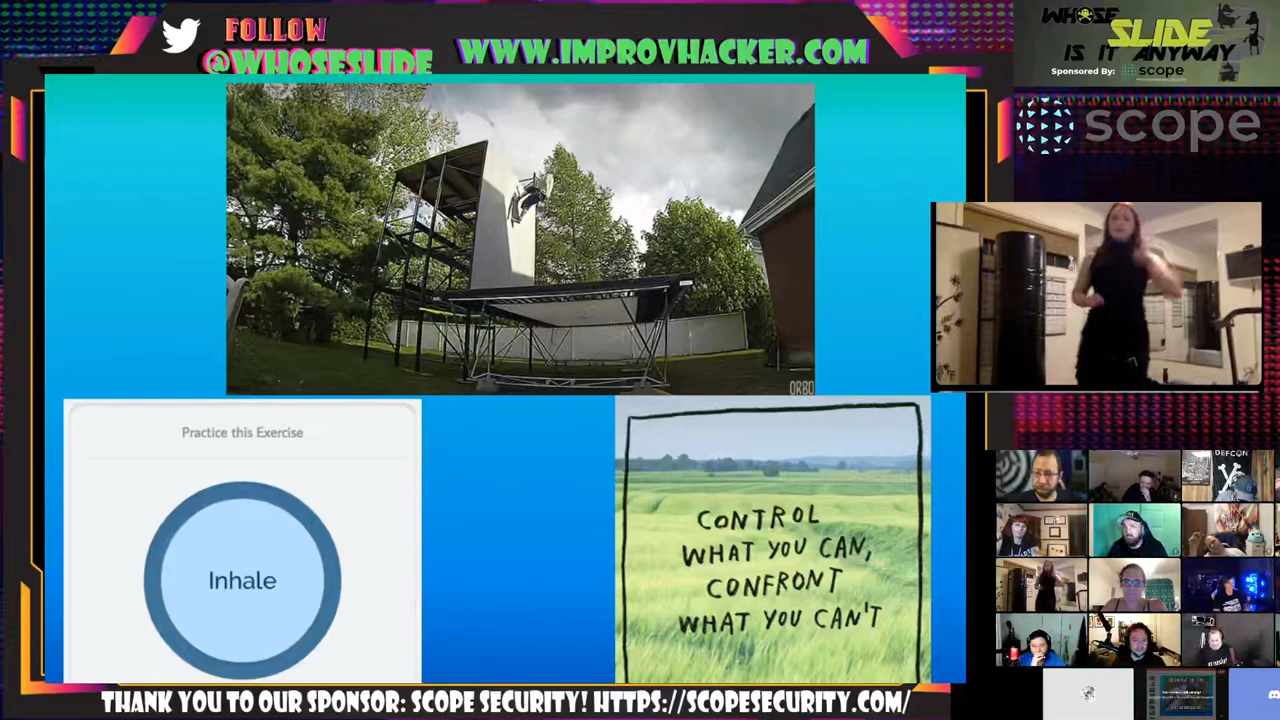 FOLLOW
@WHOSESLIDE
WWW.IMPROVHACKER.COM
WHOSE
SLIDE
IS IT ANYWAY
Sponsored By: scope
scope
ORBO
Practice this Exercise
Inhale
CONTROL
WHAT YOU CAN,
CONFRONT
WHAT YOU CAN'T
DEFCON
THANK YOU TO OUR SPONSOR: SCOPE SECURITY! HTTPS://SCOPESECURITY.COM/